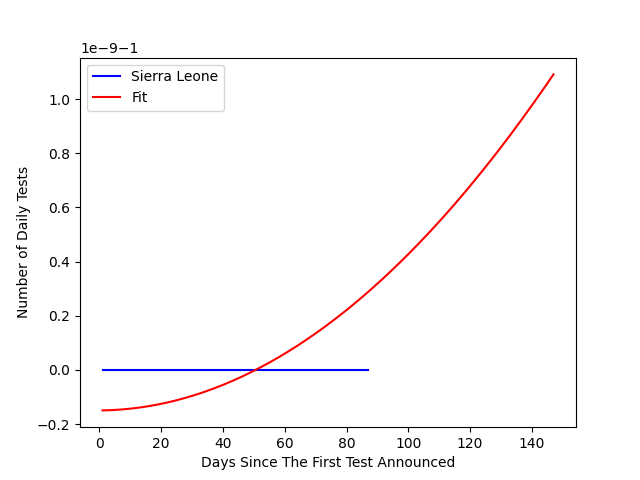 1e−9−1
Sierra Leone
Fit
1.0
0.8
0.6
0.4
0.2
0.0
−0.2
Number of Daily Tests
0 20 40 60 80 100 120 140
Days Since The First Test Announced